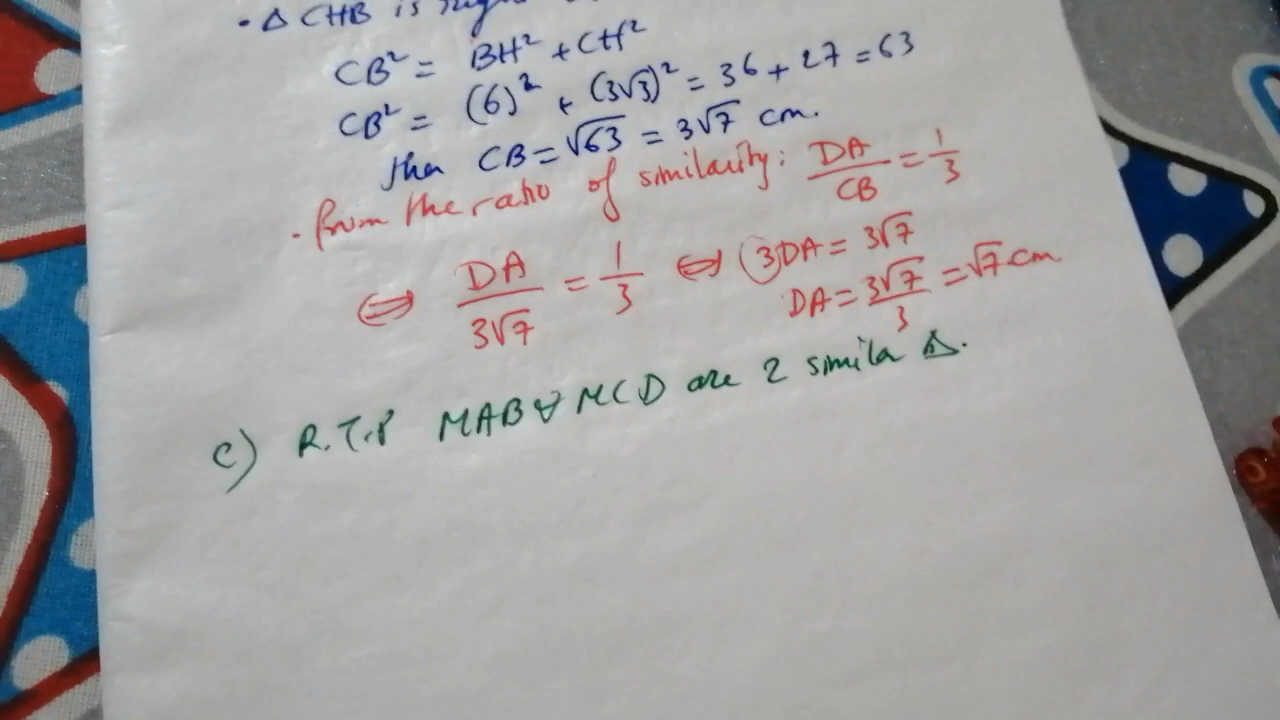 • Δ CHB is
CB² = BH² + CH²
CB² = (6)² + (3√3)² = 36 + 27 = 63
then CB = √63 = 3√7 cm.
. from the ratio of similarity: DA/CB = 1/3
⇔ DA/3√7 = 1/3 ⇔ 3DA = 3√7
DA = 3√7/3 = √7 cm
c) R.T.P MAB & MCD are 2 simila Δ.